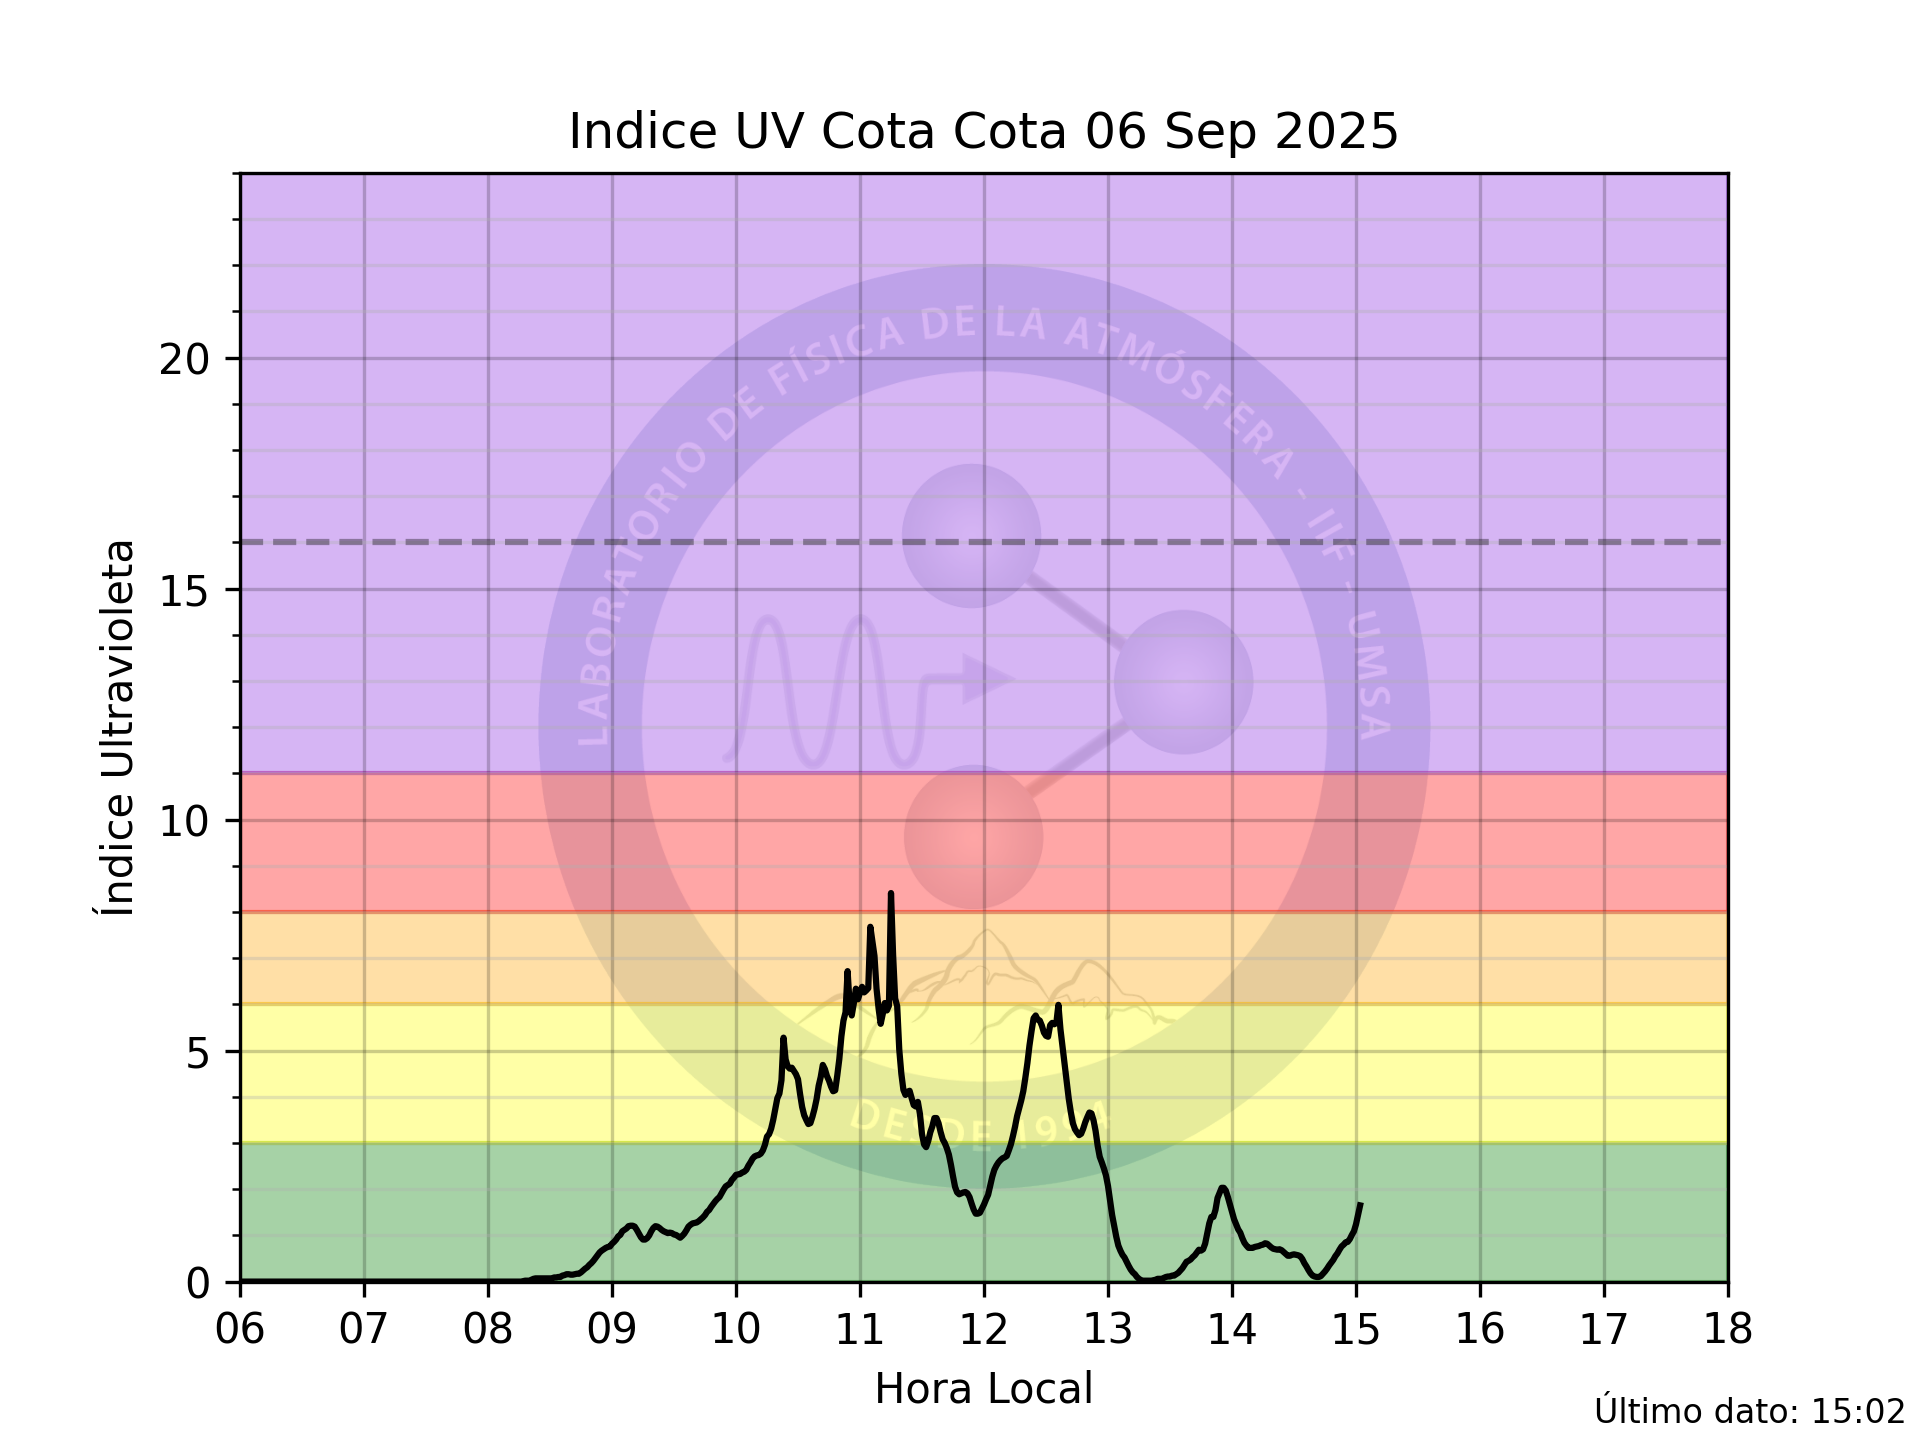 Indice UV Cota Cota 06 Sep 2025
20
15
10
5
0
Índice Ultravioleta
LABORATORIO DE FÍSICA DE LA ATMÓSFERA - IIF - UMSA
DESDE 1994
06 07 08 09 10 11 12 13 14 15 16 17 18
Hora Local
Último dato: 15:02